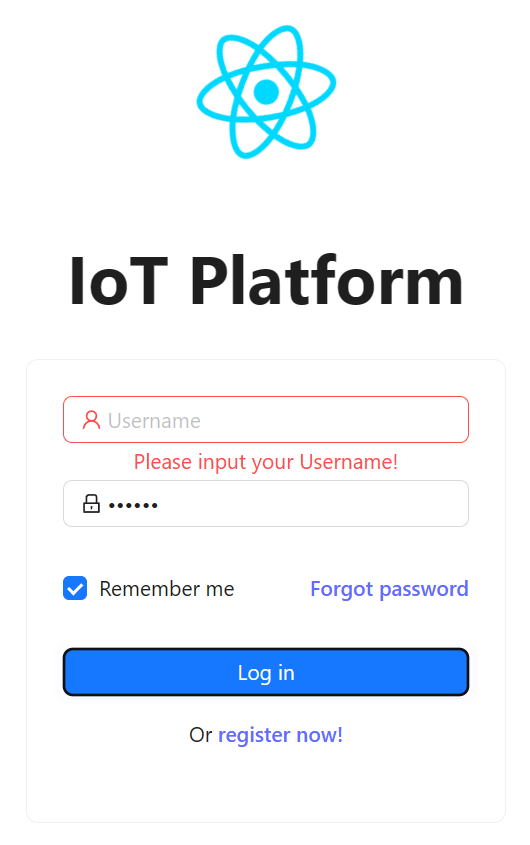 IoT Platform
Username
Please input your Username!
••••••
Remember me Forgot password
Log in
Or register now!